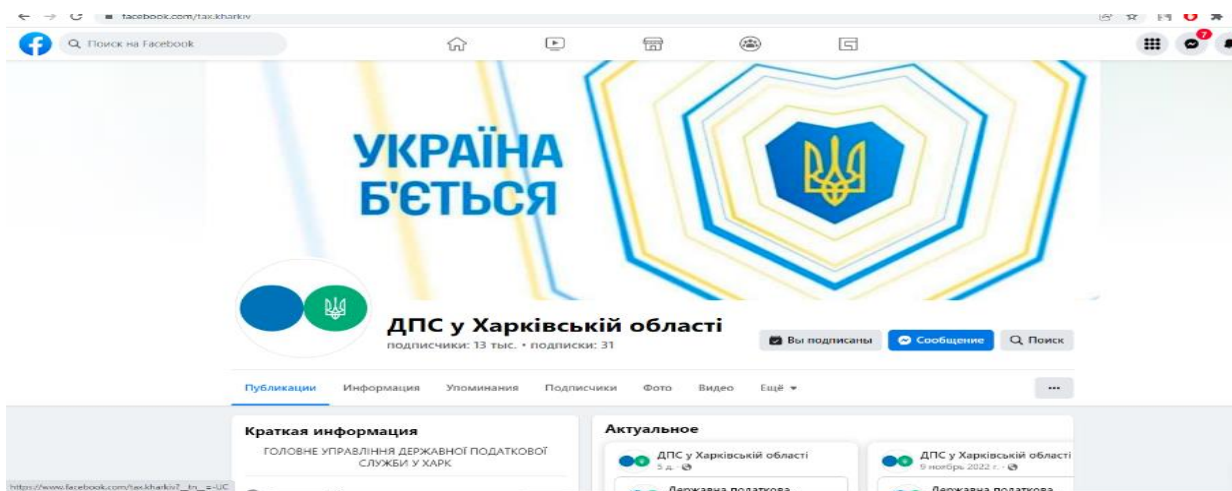 facebook.com/tax.kharkiv
Поиск на Facebook
7
УКРАЇНА
Б'ЄТЬСЯ
ДПС у Харківській області
подписчики: 13 тыс. • подписки: 31
Вы подписаны
Сообщение
Поиск
Публикации Информация Упоминания Подписчики Фото Видео Ещё
Краткая информация
ГОЛОВНЕ УПРАВЛІННЯ ДЕРЖАВНОЇ ПОДАТКОВОЇ
СЛУЖБИ У ХАРК
Актуальное
ДПС у Харківській області
5 д.
Державна податкова
ДПС у Харківській області
9 ноябрь 2022 г.
Державна податкова
https://www.facebook.com/tax.kharkiv?__tn__=-UC